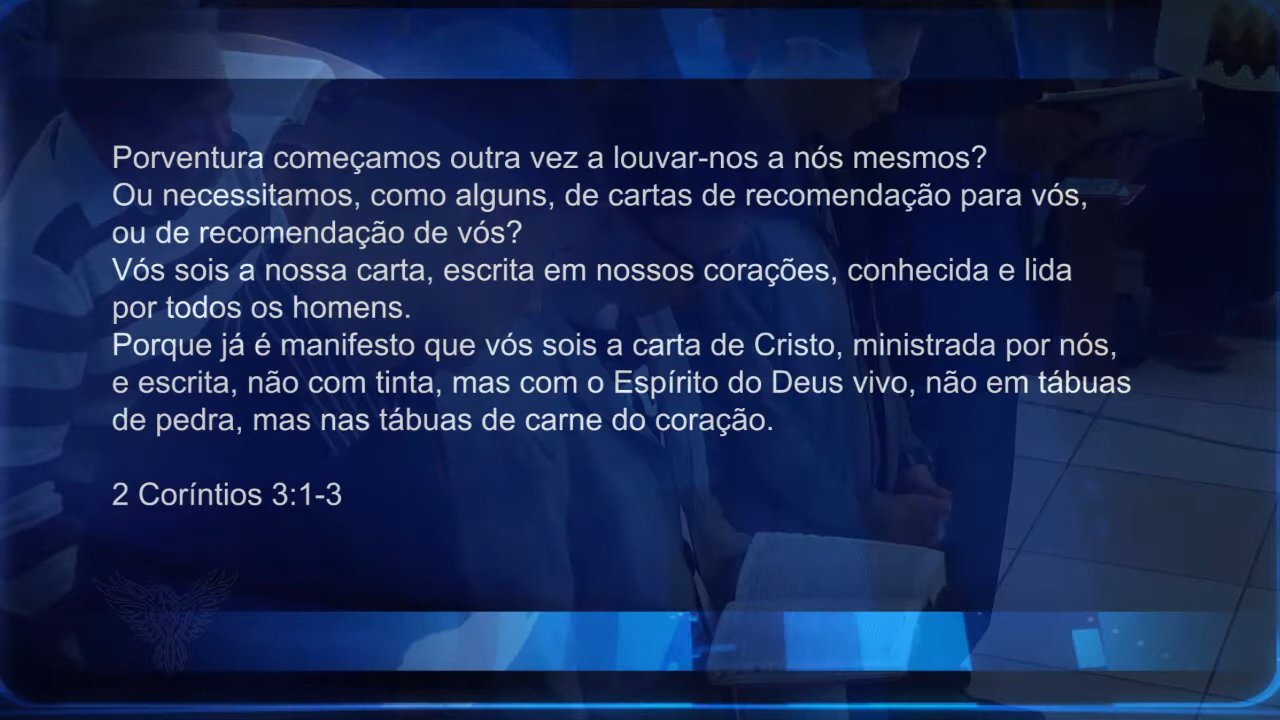 Porventura começamos outra vez a louvar-nos a nós mesmos?
Ou necessitamos, como alguns, de cartas de recomendação para vós,
ou de recomendação de vós?
Vós sois a nossa carta, escrita em nossos corações, conhecida e lida
por todos os homens.
Porque já é manifesto que vós sois a carta de Cristo, ministrada por nós,
e escrita, não com tinta, mas com o Espírito do Deus vivo, não em tábuas
de pedra, mas nas tábuas de carne do coração.
2 Coríntios 3:1-3